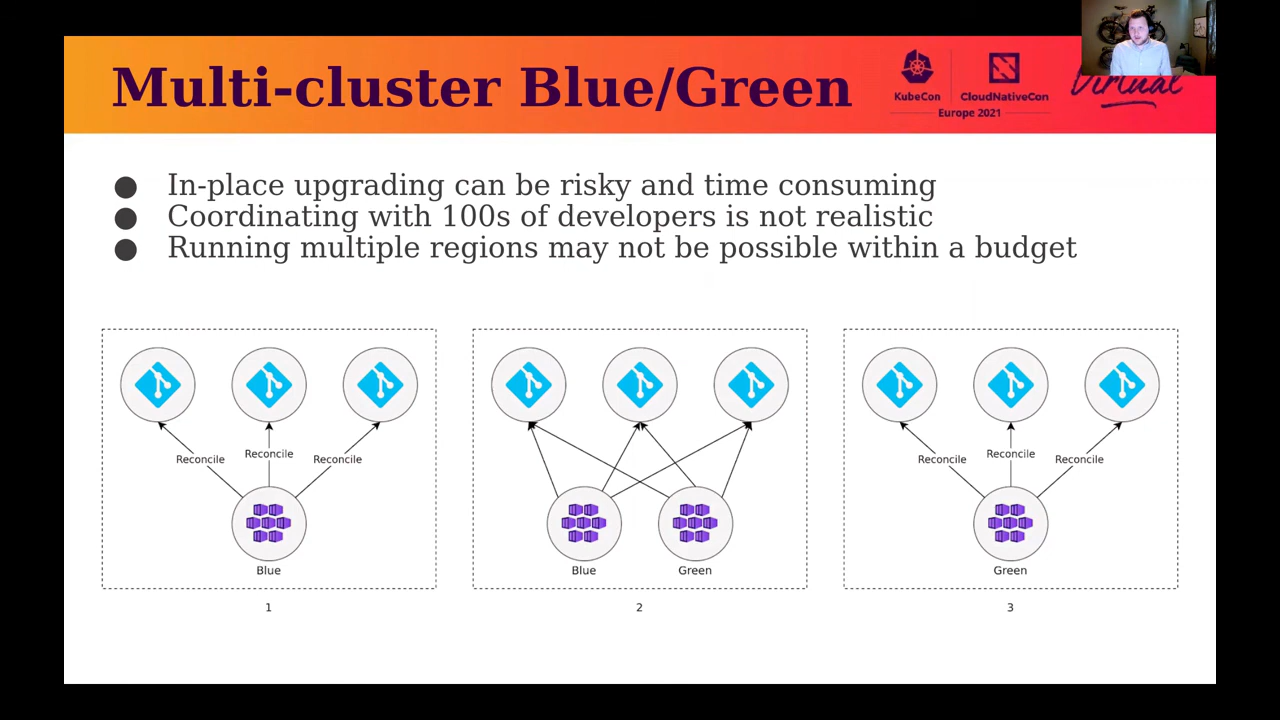 Multi-cluster Blue/Green
KubeCon
CloudNativeCon
Europe 2021
Virtual
● In-place upgrading can be risky and time consuming
● Coordinating with 100s of developers is not realistic
● Running multiple regions may not be possible within a budget
Reconcile Reconcile Reconcile
Blue
1
Blue Green
2
Reconcile Reconcile Reconcile
Green
3